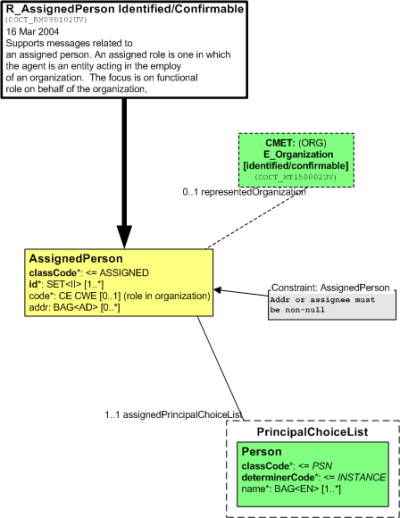 R_AssignedPerson Identified/Confirmable
(COCT_RM090102UV)
16 Mar 2004
Supports messages related to
an assigned person. An assigned role is one in which
the agent is an entity acting in the employ
of an organization. The focus is on functional
role on behalf of the organization,
CMET: (ORG)
E_Organization
[identified/confirmable]
(COCT_MT150002UV)
0..1 representedOrganization
AssignedPerson
classCode*: <= ASSIGNED
id*: SET<II> [1..*]
code*: CE CWE [0..1] (role in organization)
addr: BAG<AD> [0..*]
Constraint: AssignedPerson
Addr or assignee must
be non-null
1..1 assignedPrincipalChoiceList
PrincipalChoiceList
Person
classCode*: <= PSN
determinerCode*: <= INSTANCE
name*: BAG<EN> [1..*]